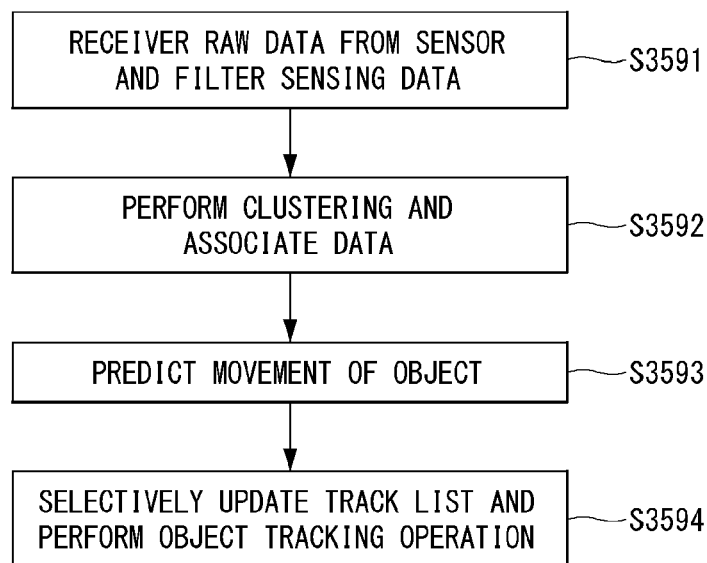 RECEIVER RAW DATA FROM SENSOR
AND FILTER SENSING DATA
S3591
PERFORM CLUSTERING AND
ASSOCIATE DATA
S3592
PREDICT MOVEMENT OF OBJECT
S3593
SELECTIVELY UPDATE TRACK LIST AND
PERFORM OBJECT TRACKING OPERATION
S3594